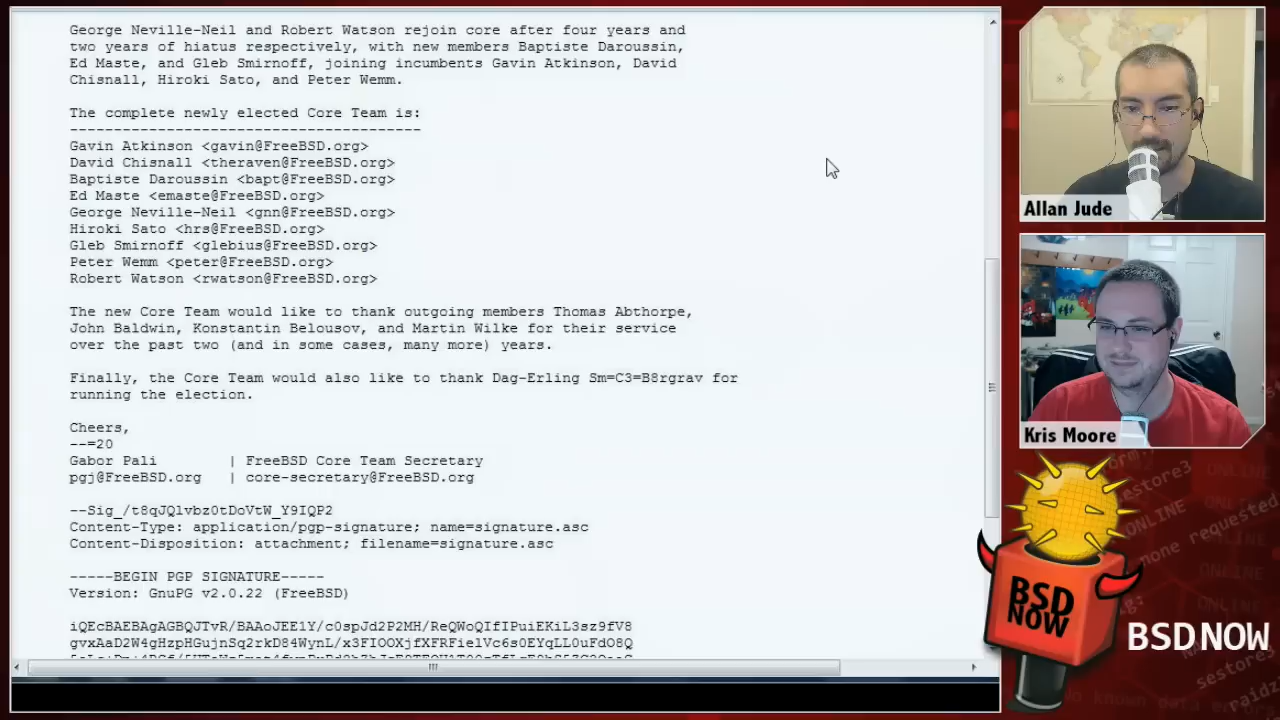 George Neville-Neil and Robert Watson rejoin core after four years and
two years of hiatus respectively, with new members Baptiste Daroussin,
Ed Maste, and Gleb Smirnoff, joining incumbents Gavin Atkinson, David
Chisnall, Hiroki Sato, and Peter Wemm.
The complete newly elected Core Team is:
----------------------------------------
Gavin Atkinson <gavin@FreeBSD.org>
David Chisnall <theraven@FreeBSD.org>
Baptiste Daroussin <bapt@FreeBSD.org>
Ed Maste <emaste@FreeBSD.org>
George Neville-Neil <gnn@FreeBSD.org>
Hiroki Sato <hrs@FreeBSD.org>
Gleb Smirnoff <glebius@FreeBSD.org>
Peter Wemm <peter@FreeBSD.org>
Robert Watson <rwatson@FreeBSD.org>
The new Core Team would like to thank outgoing members Thomas Abthorpe,
John Baldwin, Konstantin Belousov, and Martin Wilke for their service
over the past two (and in some cases, many more) years.
Finally, the Core Team would also like to thank Dag-Erling Sm=C3=B8rgrav for
running the election.
Cheers,
--=20
Gabor Pali | FreeBSD Core Team Secretary
pgj@FreeBSD.org | core-secretary@FreeBSD.org
--Sig_/t8qJQlvbz0tDoVtW_Y9IQP2
Content-Type: application/pgp-signature; name=signature.asc
Content-Disposition: attachment; filename=signature.asc
-----BEGIN PGP SIGNATURE-----
Version: GnuPG v2.0.22 (FreeBSD)
iQEcBAEBAgAGBQJTvR/BAAoJEE1Y/c0spJd2P2MH/ReQWoQIfIPuiEKiL3sz9fV8
gvxAaD2W4gHzpHGujnSq2rkD84WynL/x3FIOOXjfXFRFielVc6s0EYqLL0uFdO8Q
Allan Jude
Kris Moore
BSD
NOW
BSD NOW